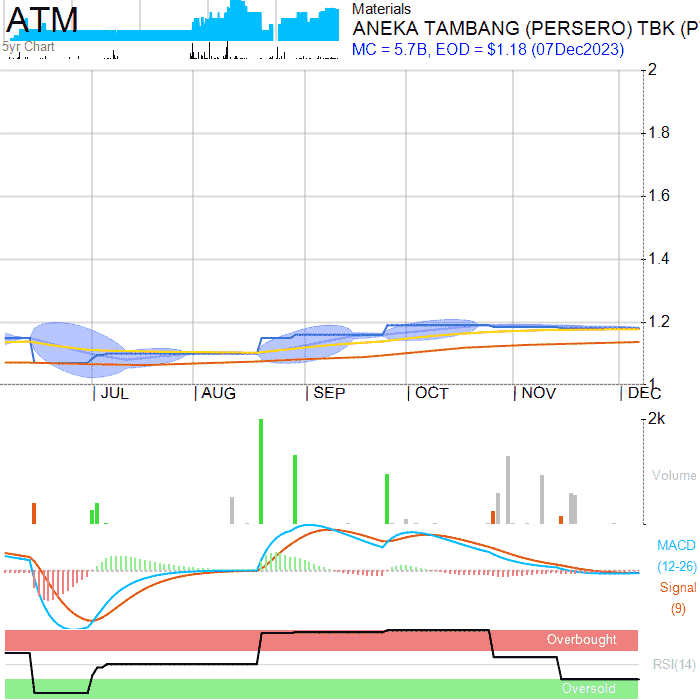 ATM
5yr Chart
Materials
ANEKA TAMBANG (PERSERO) TBK (P
MC = 5.7B, EOD = $1.18 (07Dec2023)
2
1.8
1.6
1.4
1.2
1
JUL AUG SEP OCT NOV DEC
2k
Volume
MACD
(12-26)
Signal
(9)
Overbought
RSI(14)
Oversold